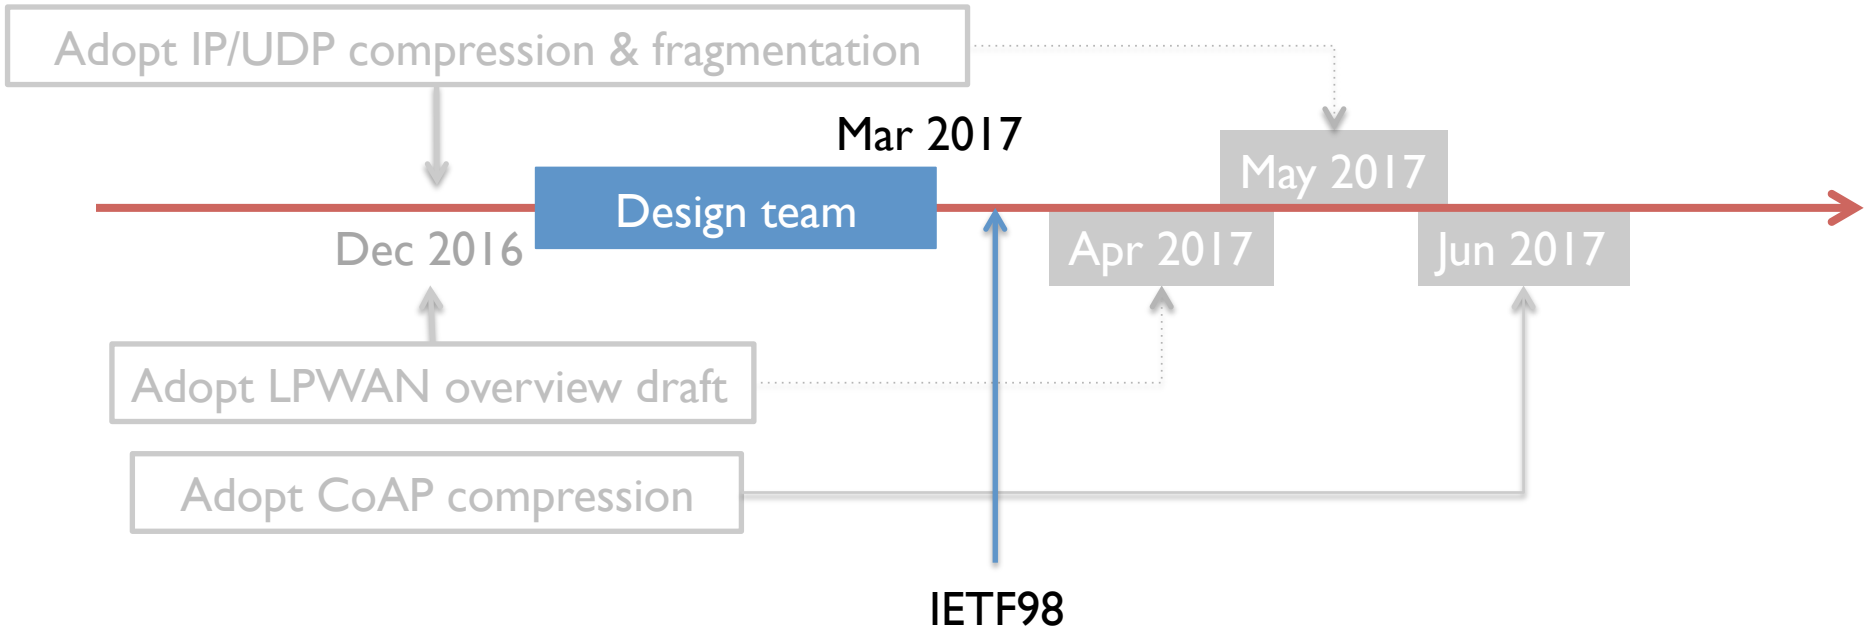 Adopt IP/UDP compression & fragmentation
Mar 2017
May 2017
Design team
Dec 2016
Apr 2017
Jun 2017
Adopt LPWAN overview draft
Adopt CoAP compression
IETF98